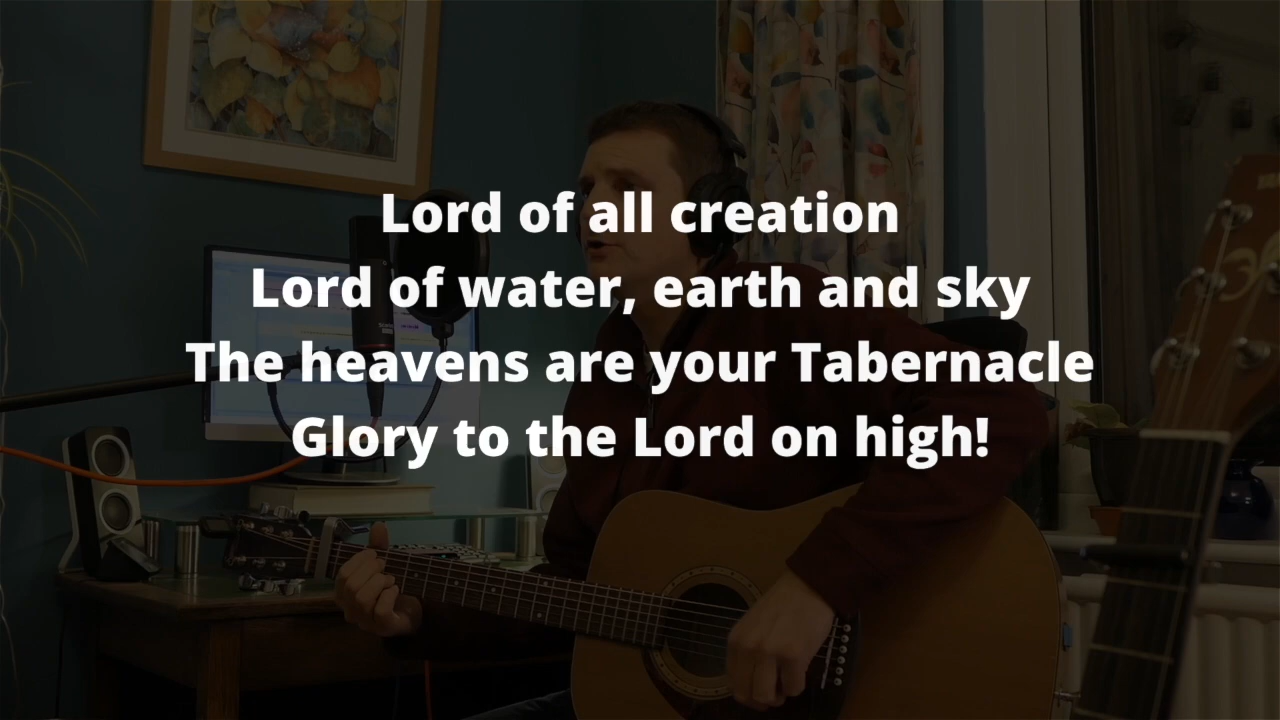 Lord of all creation
Lord of water, earth and sky
The heavens are your Tabernacle
Glory to the Lord on high!